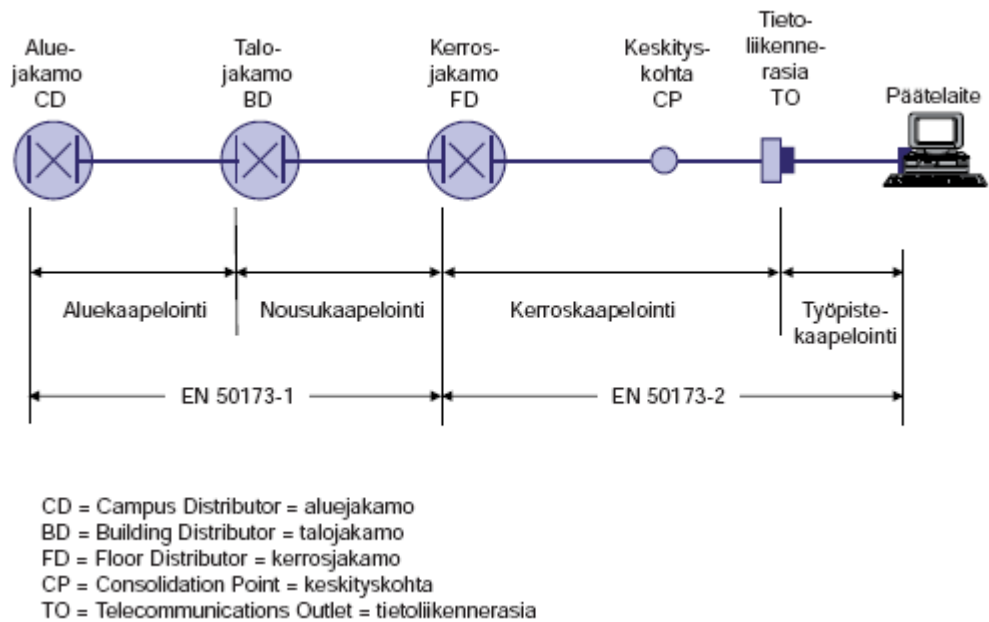 Alue-
jakamo
CD
Talo-
jakamo
BD
Kerros-
jakamo
FD
Keskitys-
kohta
CP
Tieto-
liikenne-
rasia
TO
Päätelaite
Aluekaapelointi
Nousukaapelointi
Kerroskaapelointi
Työpiste-
kaapelointi
EN 50173-1
EN 50173-2
CD = Campus Distributor = aluejakamo
BD = Building Distributor = talojakamo
FD = Floor Distributor = kerrosjakamo
CP = Consolidation Point = keskityskohta
TO = Telecommunications Outlet = tietoliikennerasia